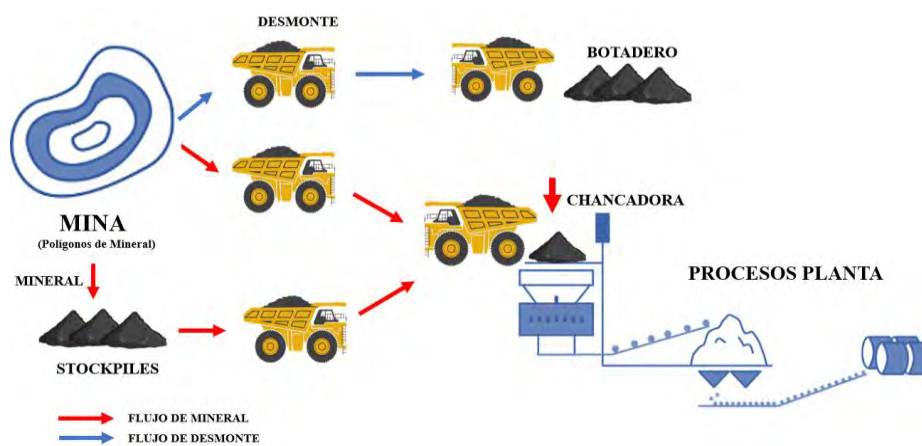 DESMONTE
BOTADERO
CHANCADORA
MINA
(Polígonos de Mineral)
PROCESOS PLANTA
MINERAL
STOCKPILES
FLUJO DE MINERAL
FLUJO DE DESMONTE